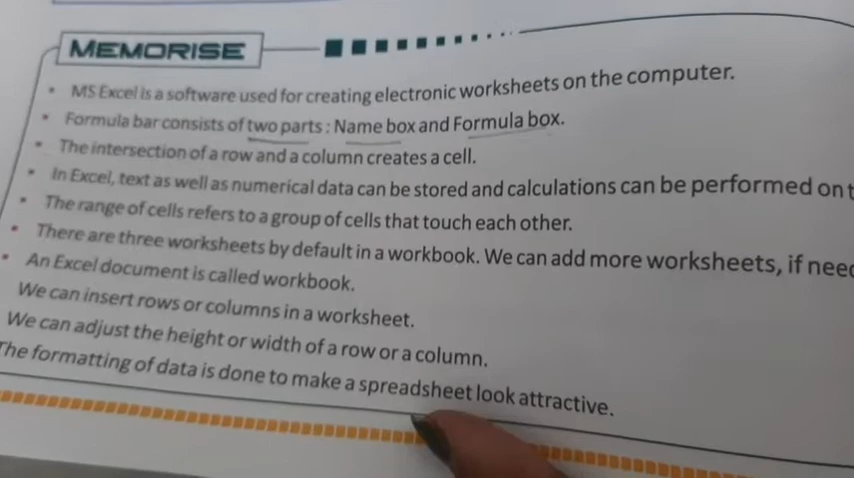 MEMORISE
• MS Excel is a software used for creating electronic worksheets on the computer.
• Formula bar consists of two parts : Name box and Formula box.
• The intersection of a row and a column creates a cell.
• In Excel, text as well as numerical data can be stored and calculations can be performed on
• The range of cells refers to a group of cells that touch each other.
• There are three worksheets by default in a workbook. We can add more worksheets, if
• An Excel document is called workbook.
We can insert rows or columns in a worksheet.
We can adjust the height or width of a row or a column.
The formatting of data is done to make a spreadsheet look attractive.